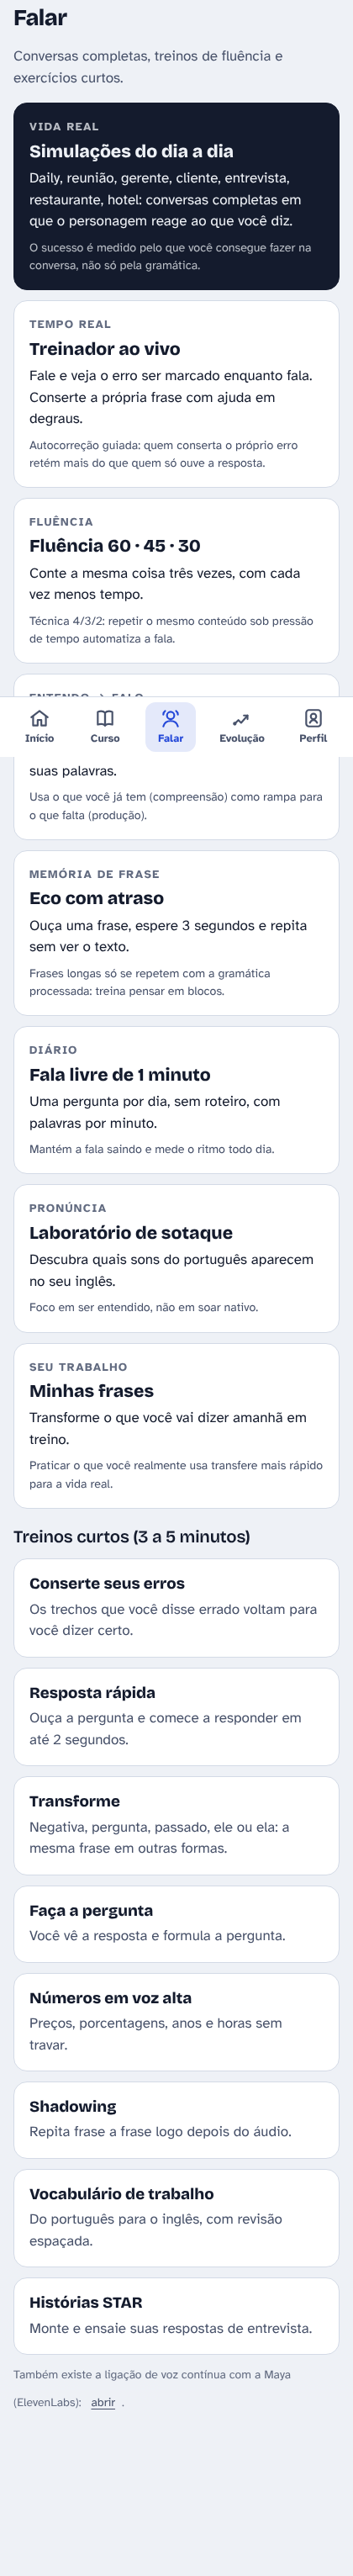 Falar
Conversas completas, treinos de fluência e
exercícios curtos.
VIDA REAL
Simulações do dia a dia
Daily, reunião, gerente, cliente, entrevista,
restaurante, hotel: conversas completas em
que o personagem reage ao que você diz.
O sucesso é medido pelo que você consegue fazer na
conversa, não só pela gramática.
TEMPO REAL
Treinador ao vivo
Fale e veja o erro ser marcado enquanto fala.
Conserte a própria frase com ajuda em
degraus.
Autocorreção guiada: quem conserta o próprio erro
retém mais do que quem só ouve a resposta.
FLUÊNCIA
Fluência 60 · 45 · 30
Conte a mesma coisa três vezes, com cada
vez menos tempo.
Técnica 4/3/2: repetir o mesmo conteúdo sob pressão
de tempo automatiza a fala.
ENTENDO → FALO
Início Curso Falar Evolução Perfil
suas palavras.
Usa o que você já tem (compreensão) como rampa para
o que falta (produção).
MEMÓRIA DE FRASE
Eco com atraso
Ouça uma frase, espere 3 segundos e repita
sem ver o texto.
Frases longas só se repetem com a gramática
processada: treina pensar em blocos.
DIÁRIO
Fala livre de 1 minuto
Uma pergunta por dia, sem roteiro, com
palavras por minuto.
Mantém a fala saindo e mede o ritmo todo dia.
PRONÚNCIA
Laboratório de sotaque
Descubra quais sons do português aparecem
no seu inglês.
Foco em ser entendido, não em soar nativo.
SEU TRABALHO
Minhas frases
Transforme o que você vai dizer amanhã em
treino.
Praticar o que você realmente usa transfere mais rápido
para a vida real.
Treinos curtos (3 a 5 minutos)
Conserte seus erros
Os trechos que você disse errado voltam para
você dizer certo.
Resposta rápida
Ouça a pergunta e comece a responder em
até 2 segundos.
Transforme
Negativa, pergunta, passado, ele ou ela: a
mesma frase em outras formas.
Faça a pergunta
Você vê a resposta e formula a pergunta.
Números em voz alta
Preços, porcentagens, anos e horas sem
travar.
Shadowing
Repita frase a frase logo depois do áudio.
Vocabulário de trabalho
Do português para o inglês, com revisão
espaçada.
Histórias STAR
Monte e ensaie suas respostas de entrevista.
Também existe a ligação de voz contínua com a Maya
(ElevenLabs): abrir .